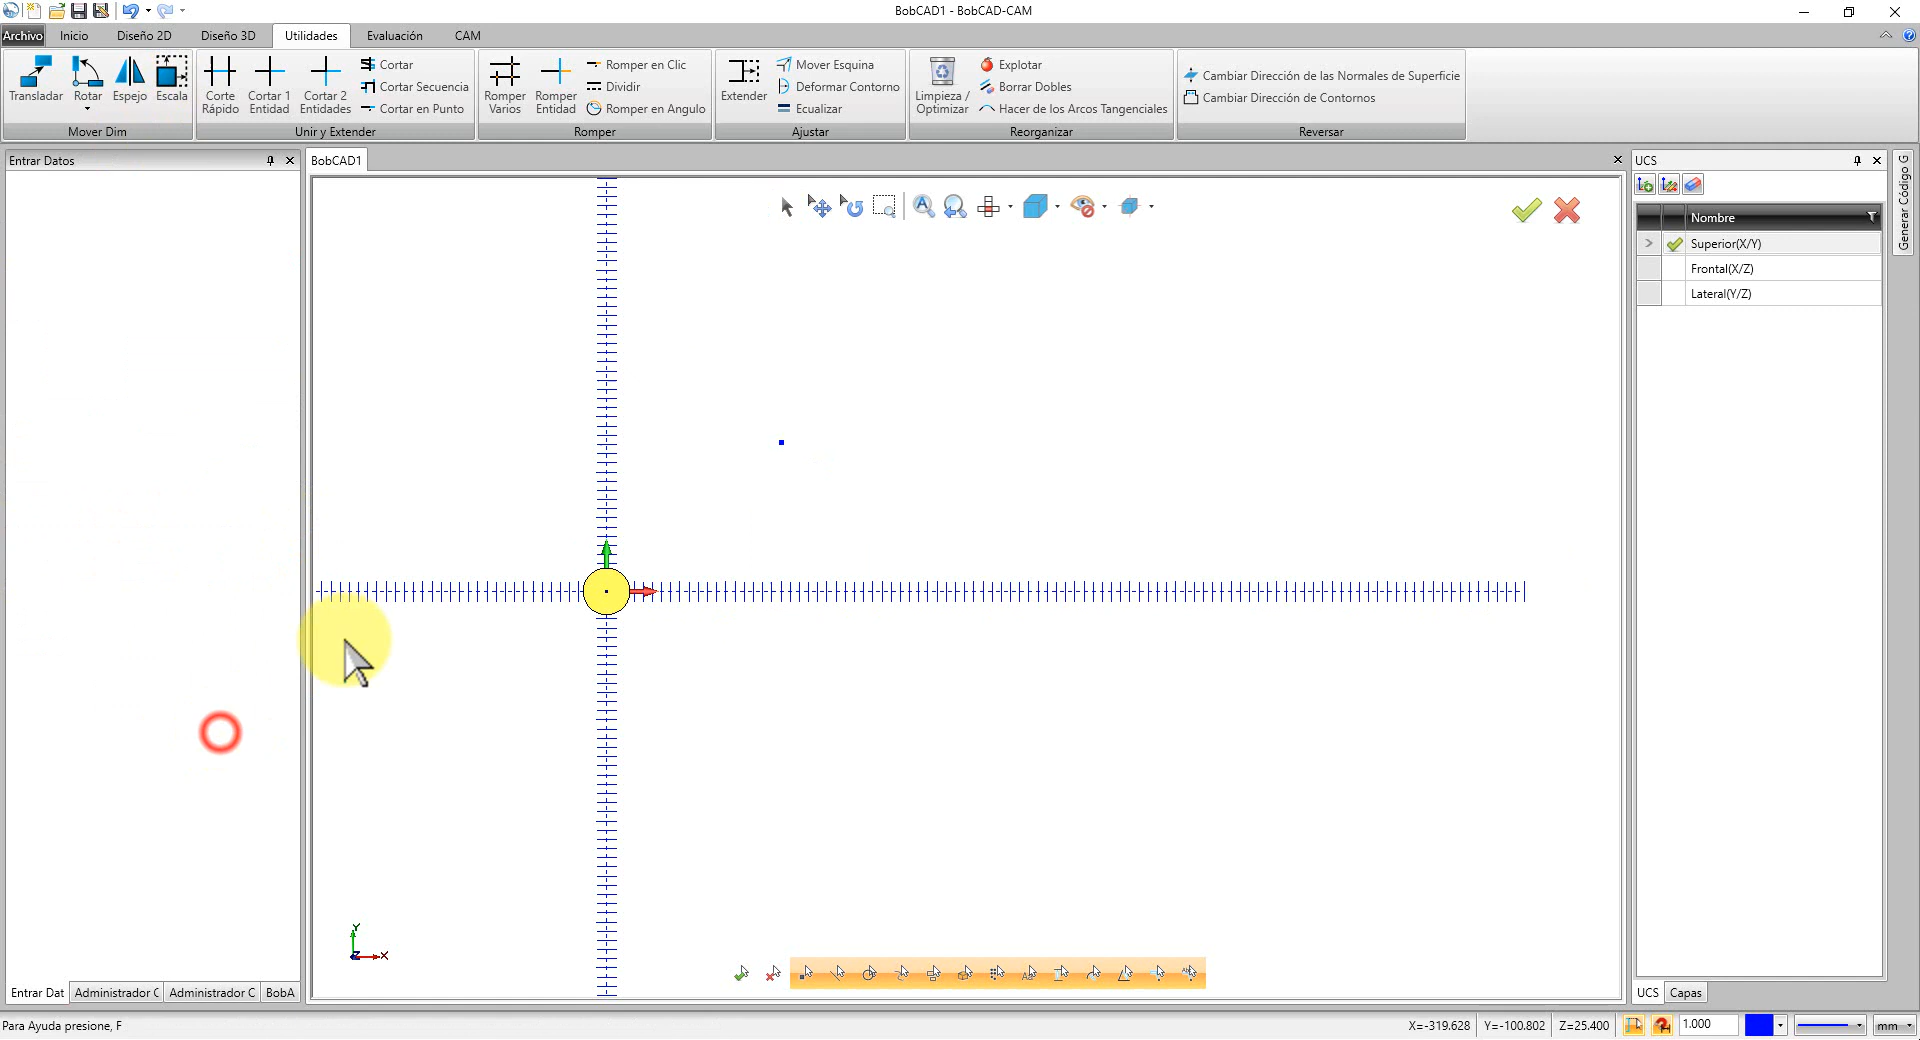 BobCAD1 - BobCAD-CAM
Archivo Inicio Diseño 2D Diseño 3D Utilidades Evaluación CAM
Transladar Rotar Espejo Escala
Mover Dim
Corte Rápido
Cortar 1 Entidad
Cortar 2 Entidades
Cortar
Cortar Secuencia
Cortar en Punto
Unir y Extender
Romper Varios
Romper Entidad
Romper en Clic
Dividir
Romper en Angulo
Romper
Extender
Mover Esquina
Deformar Contorno
Ecualizar
Ajustar
Limpieza / Optimizar
Explotar
Borrar Dobles
Hacer de los Arcos Tangenciales
Reorganizar
Cambiar Dirección de las Normales de Superficie
Cambiar Dirección de Contornos
Reversar
Entrar Datos
BobCAD1
UCS
Nombre
Superior(X/Y)
Frontal(X/Z)
Lateral(Y/Z)
Generar Código G
Y
Z
X
Entrar Dat Administrador C Administrador C BobA
UCS Capas
Para Ayuda presione, F
X=-319.628 Y=-100.802 Z=25.400 1.000 mm